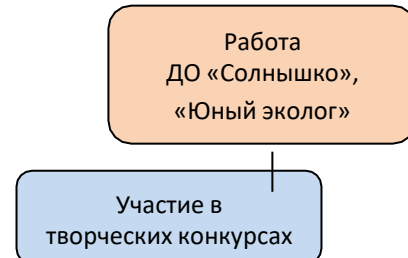 Работа
ДО «Солнышко»,
«Юный эколог»
Участие в
творческих конкурсах